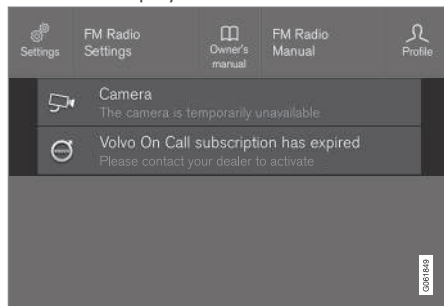 Settings
FM Radio
Settings
Owner's
manual
FM Radio
Manual
Profile
Camera
The camera is temporarily unavailable
Volvo On Call subscription has expired
Please contact your dealer to activate
G061849